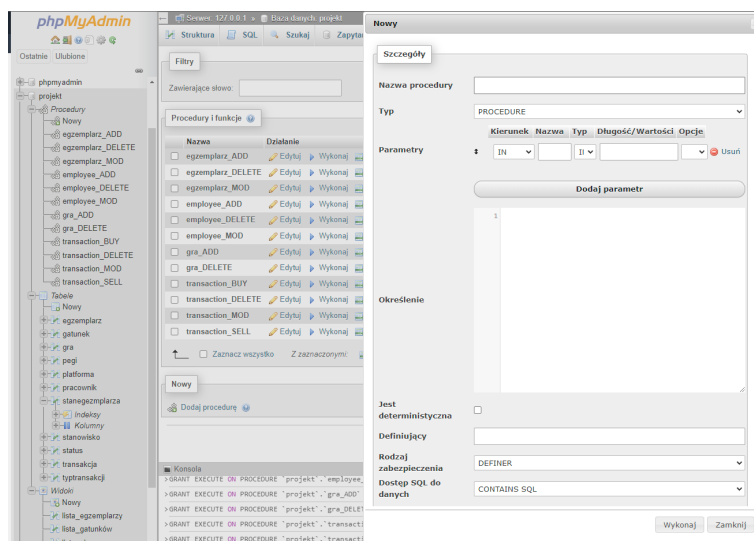 phpMyAdmin
Ostatnie Ulubione
phpmyadmin
projekt
Procedury
Nowy
egzemplarz_ADD
egzemplarz_DELETE
egzemplarz_MOD
employee_ADD
employee_DELETE
employee_MOD
gra_ADD
gra_DELETE
transaction_BUY
transaction_DELETE
transaction_MOD
transaction_SELL
Tabele
Nowy
egzemplarz
gatunek
gra
pegi
platforma
pracownik
stanegezmplarza
Indeksy
Kolumny
stanowisko
status
transakcja
typtransakcji
Widoki
Nowy
lista_egzemplarzy
lista_gatunków
Serwer: 127.0.0.1 » Baza danych: projekt
Struktura SQL Szukaj Zapytan
Filtry
Zawierające słowo:
Procedury i funkcje
Nazwa Działanie
egzemplarz_ADD Edytuj Wykonaj
egzemplarz_DELETE Edytuj Wykonaj
egzemplarz_MOD Edytuj Wykonaj
employee_ADD Edytuj Wykonaj
employee_DELETE Edytuj Wykonaj
employee_MOD Edytuj Wykonaj
gra_ADD Edytuj Wykonaj
gra_DELETE Edytuj Wykonaj
transaction_BUY Edytuj Wykonaj
transaction_DELETE Edytuj Wykonaj
transaction_MOD Edytuj Wykonaj
transaction_SELL Edytuj Wykonaj
Zaznacz wszystko Z zaznaczonymi:
Nowy
Dodaj procedurę
Konsola
>GRANT EXECUTE ON PROCEDURE `projekt`.`employee_
>GRANT EXECUTE ON PROCEDURE `projekt`.`gra_ADD`
>GRANT EXECUTE ON PROCEDURE `projekt`.`gra_DELET
>GRANT EXECUTE ON PROCEDURE `projekt`.`transacti
>GRANT EXECUTE ON PROCEDURE `projekt`.`transacti
Nowy
Szczegóły
Nazwa procedury
Typ PROCEDURE
Kierunek Nazwa Typ Długość/Wartości Opcje
Parametry IN Usuń
Dodaj parametr
1
Określenie
Jest
deterministyczna
Definiujący
Rodzaj
zabezpieczenia DEFINER
Dostęp SQL do
danych CONTAINS SQL
Wykonaj Zamknij